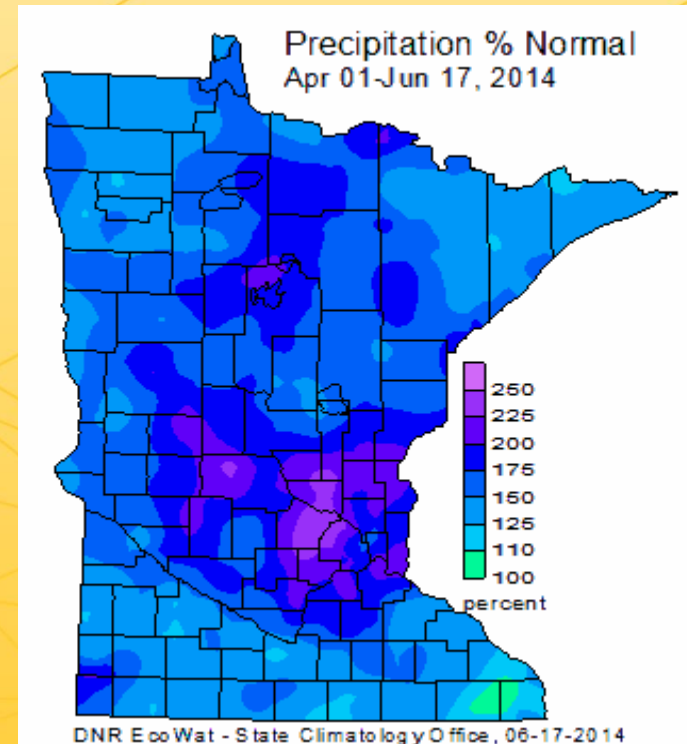 Precipitation % Normal
Apr 01-Jun 17, 2014
250
225
200
175
150
125
110
100
percent
DNR EcoWat - State Climatology Office, 06-17-2014